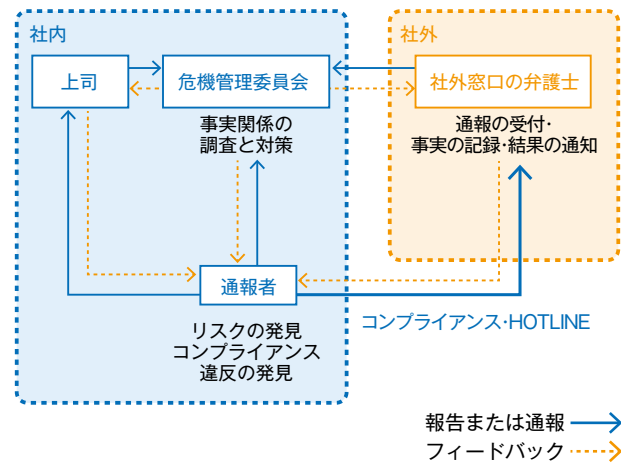 社内
社外
上司
危機管理委員会
社外窓口の弁護士
事実関係の
調査と対策
通報の受付・
事実の記録・結果の通知
通報者
リスクの発見
コンプライアンス
違反の発見
コンプライアンス・HOTLINE
報告または通報
フィードバック